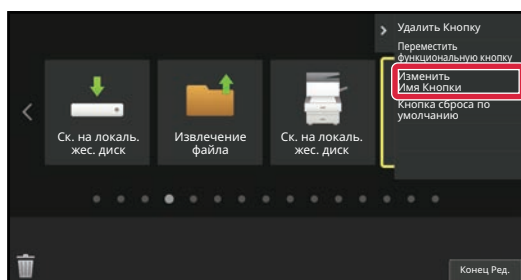 Удалить Кнопку
Переместить
функциональную кнопку
Изменить
Имя Кнопки
Кнопка сброса по
умолчанию
Ск. на локаль.
жес. диск
Извлечение
файла
Ск. на локаль.
жес. диск
Конец Ред.